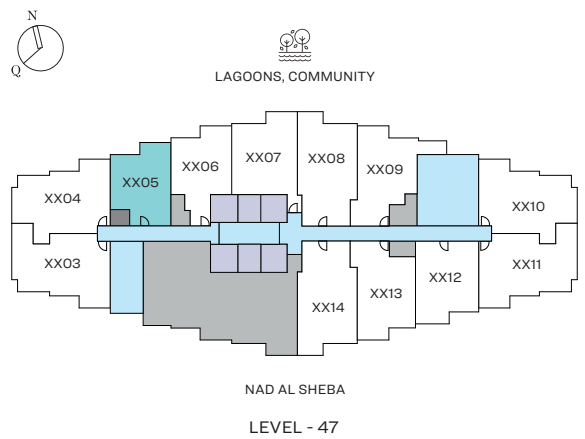 N
Q
LAGOONS, COMMUNITY
XX04
XX05
XX06
XX07
XX08
XX09
XX10
XX03
XX14
XX13
XX12
XX11
NAD AL SHEBA
LEVEL - 47